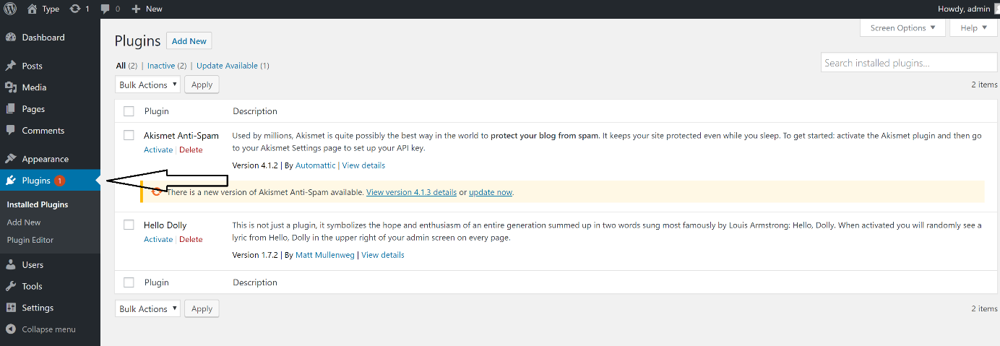 Type 1 0 New Howdy, admin
Dashboard
Posts
Media
Pages
Comments
Appearance
Plugins 1
Installed Plugins
Add New
Plugin Editor
Users
Tools
Settings
Collapse menu
Screen Options ▼ Help ▼
Plugins Add New
All (2) | Inactive (2) | Update Available (1)
Search installed plugins...
Bulk Actions ▼ Apply
2 items
Plugin Description
Akismet Anti-Spam
Activate | Delete
Used by millions, Akismet is quite possibly the best way in the world to protect your blog from spam. It keeps your site protected even while you sleep. To get started: activate the Akismet plugin and then go
to your Akismet Settings page to set up your API key.
Version 4.1.2 | By Automattic | View details
There is a new version of Akismet Anti-Spam available. View version 4.1.3 details or update now.
Hello Dolly
Activate | Delete
This is not just a plugin, it symbolizes the hope and enthusiasm of an entire generation summed up in two words sung most famously by Louis Armstrong: Hello, Dolly. When activated you will randomly see a
lyric from Hello, Dolly in the upper right of your admin screen on every page.
Version 1.7.2 | By Matt Mullenweg | View details
Plugin Description
Bulk Actions ▼ Apply
2 items